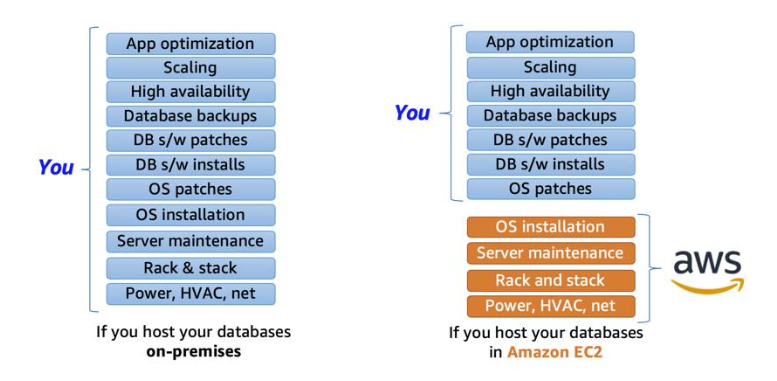 You
App optimization
Scaling
High availability
Database backups
DB s/w patches
DB s/w installs
OS patches
OS installation
Server maintenance
Rack & stack
Power, HVAC, net
If you host your databases
on-premises
You
App optimization
Scaling
High availability
Database backups
DB s/w patches
DB s/w installs
OS patches
OS installation
Server maintenance
Rack and stack
Power, HVAC, net
aws
If you host your databases
in Amazon EC2